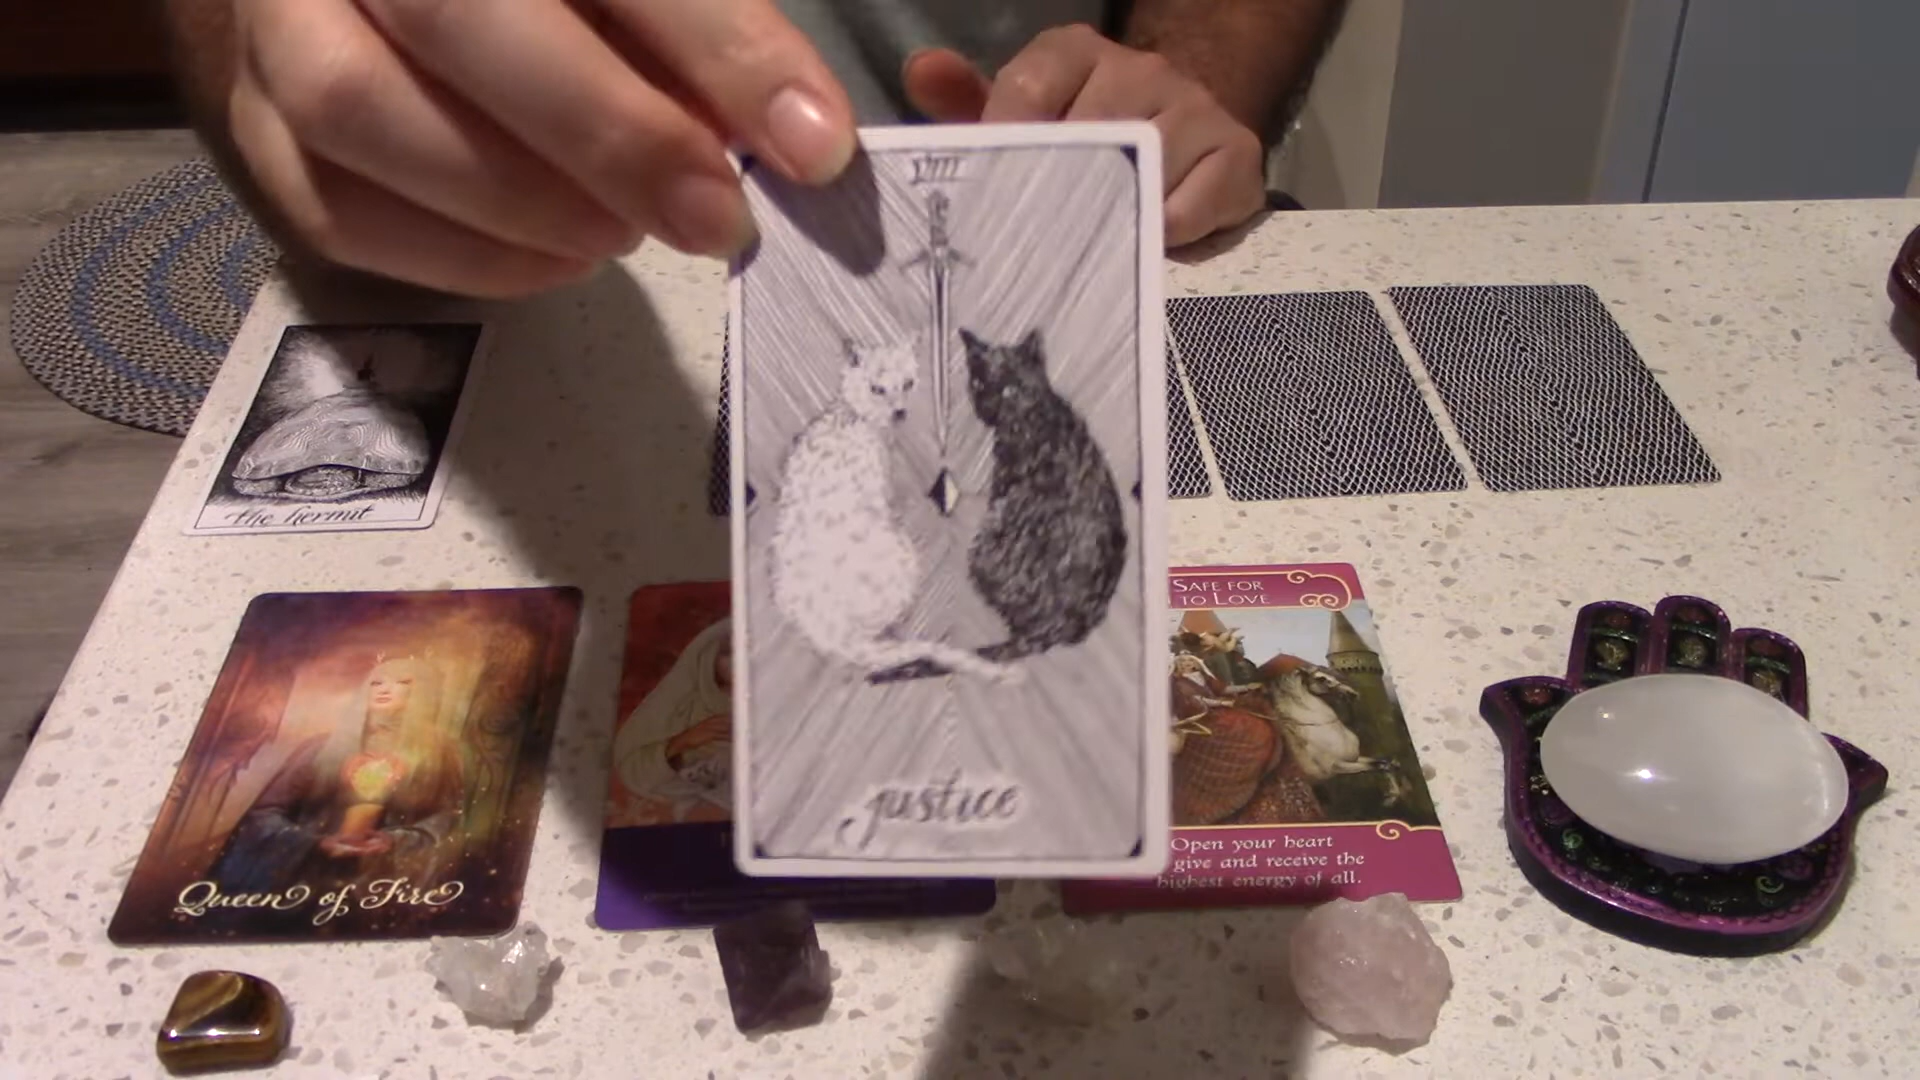 VIII
justice
the hermit
Queen of Fire
SAFE FOR
TO LOVE
Open your heart
give and receive the
highest energy of all.